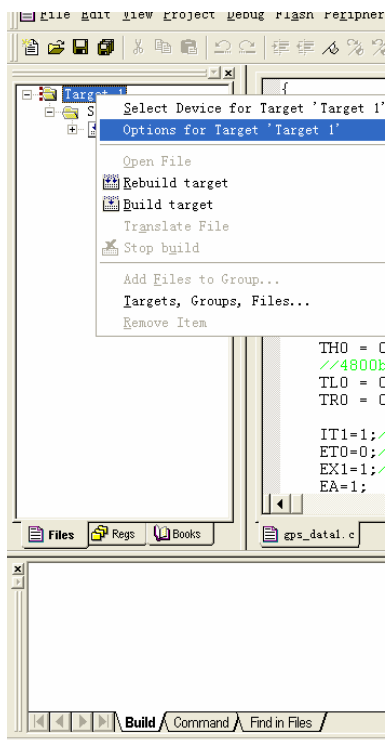 File Edit View Project Debug Flash Peripher
Target 1
S
{
Select Device for Target 'Target 1'
Options for Target 'Target 1'
Open File
Rebuild target
Build target
Translate File
Stop build
Add Files to Group...
Targets, Groups, Files...
Remove Item
TH0 = 0
//4800b
TL0 = 0
TR0 = 0
IT1=1;/
ET0=0;/
EX1=1;/
EA=1;
Files Regs Books
gps_data1.c
Build Command Find in Files